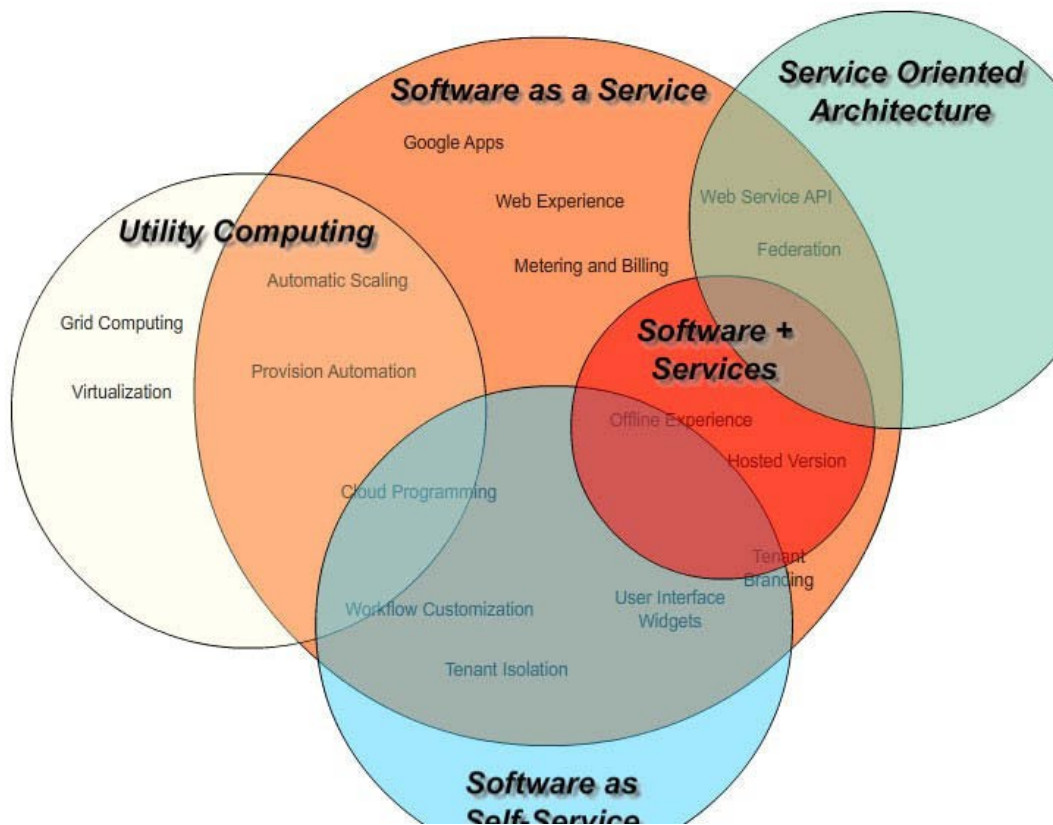 Software as a Service
Service Oriented
Architecture
Google Apps
Web Experience
Web Service API
Utility Computing
Federation
Metering and Billing
Automatic Scaling
Grid Computing
Software +
Services
Provision Automation
Virtualization
Offline Experience
Hosted Version
Cloud Programming
Tenant
Branding
Workflow Customization
User Interface
Widgets
Tenant Isolation
Software as
Self-Service